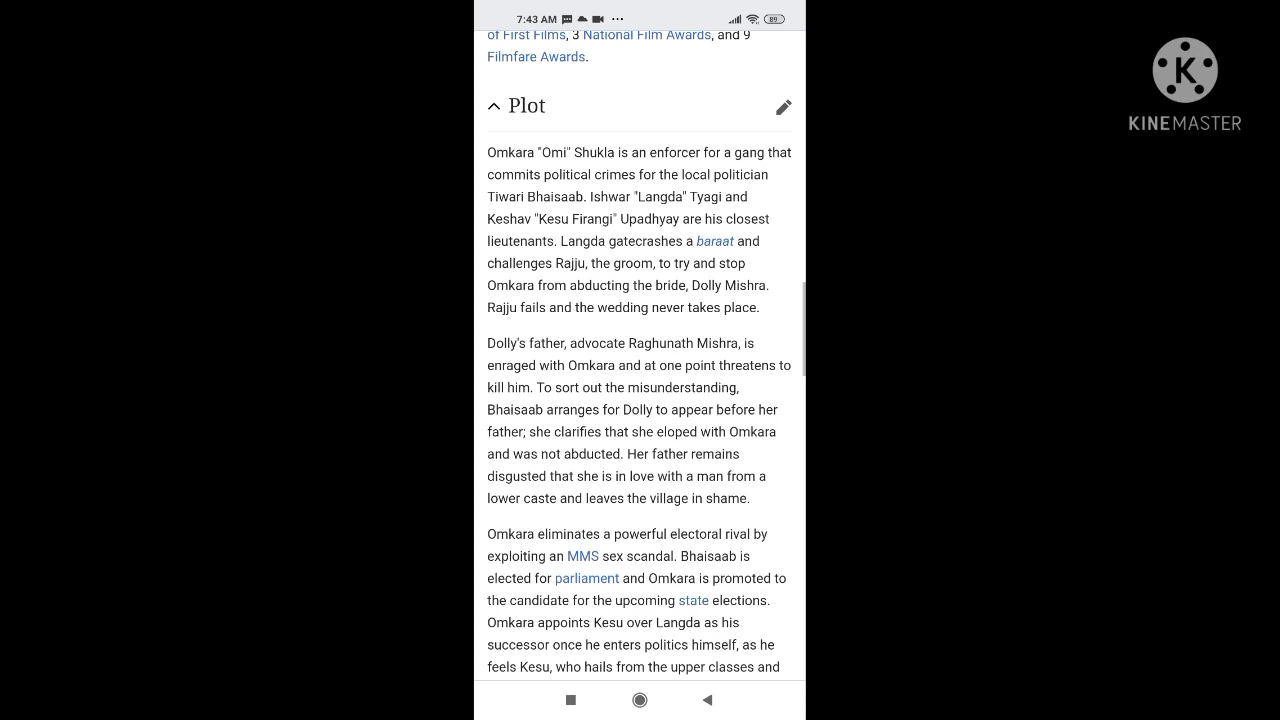 7:43 AM
89
of First Films, 3 National Film Awards, and 9
Filmfare Awards.
Plot
Omkara "Omi" Shukla is an enforcer for a gang that
commits political crimes for the local politician
Tiwari Bhaisaab. Ishwar "Langda" Tyagi and
Keshav "Kesu Firangi" Upadhyay are his closest
lieutenants. Langda gatecrashes a baraat and
challenges Rajju, the groom, to try and stop
Omkara from abducting the bride, Dolly Mishra.
Rajju fails and the wedding never takes place.
Dolly's father, advocate Raghunath Mishra, is
enraged with Omkara and at one point threatens to
kill him. To sort out the misunderstanding,
Bhaisaab arranges for Dolly to appear before her
father; she clarifies that she eloped with Omkara
and was not abducted. Her father remains
disgusted that she is in love with a man from a
lower caste and leaves the village in shame.
Omkara eliminates a powerful electoral rival by
exploiting an MMS sex scandal. Bhaisaab is
elected for parliament and Omkara is promoted to
the candidate for the upcoming state elections.
Omkara appoints Kesu over Langda as his
successor once he enters politics himself, as he
feels Kesu, who hails from the upper classes and
K
KINEMASTER